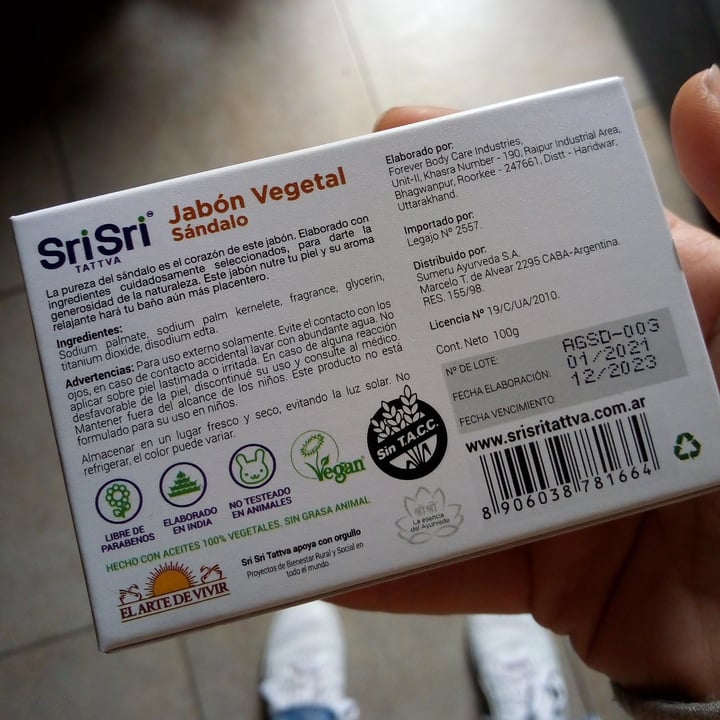 SriSri
TATTVA
Jabón Vegetal
Sándalo
La pureza del sándalo es el corazón de este jabón. Elaborado con
ingredientes cuidadosamente seleccionados, para darte la
generosidad de la naturaleza. Este jabón nutre tu piel y su aroma
relajante hará tu baño aún más placentero.
Ingredientes:
Sodium palmate, sodium palm kernelete, fragrance, glycerin,
titanium dioxide, disodium edta.
Advertencias: Para uso externo solamente. Evite el contacto con los
ojos, en caso de contacto accidental lavar con abundante agua. No
aplicar sobre piel lastimada o irritada. En caso de alguna reacción
desfavorable de la piel, discontinué su uso y consulte al médico.
Mantener fuera del alcance de los niños. Este producto no está
formulado para su uso en niños.
Almacenar en un lugar fresco y seco, evitando la luz solar. No
refrigerar, el color puede variar.
LIBRE DE
PARABENOS
ELABORADO
EN INDIA
NO TESTEADO
EN ANIMALES
Vegan
Sin T.A.C.C.
HECHO CON ACEITES 100% VEGETALES. SIN GRASA ANIMAL
EL ARTE DE VIVIR
Sri Sri Tattva apoya con orgullo
Proyectos de Bienestar Rural y Social en
todo el mundo
La esencia
del Ayurveda
Elaborado por:
Forever Body Care Industries,
Unit-II, Khasra Number - 190, Raipur Industrial Area,
Bhagwanpur, Roorkee - 247661, Distt - Haridwar,
Uttarakhand.
Importado por:
Legajo Nº 2557.
Distribuido por:
Sumeru Ayurveda S.A.
Marcelo T. de Alvear 2295 CABA-Argentina.
RES. 155/98.
Licencia Nº 19/C/UA/2010.
Cont. Neto 100g
Nº DE LOTE: AGSD-003
FECHA ELABORACIÓN: 01/2021
FECHA VENCIMIENTO: 12/2023
www.srisritattva.com.ar
8 906038 781664